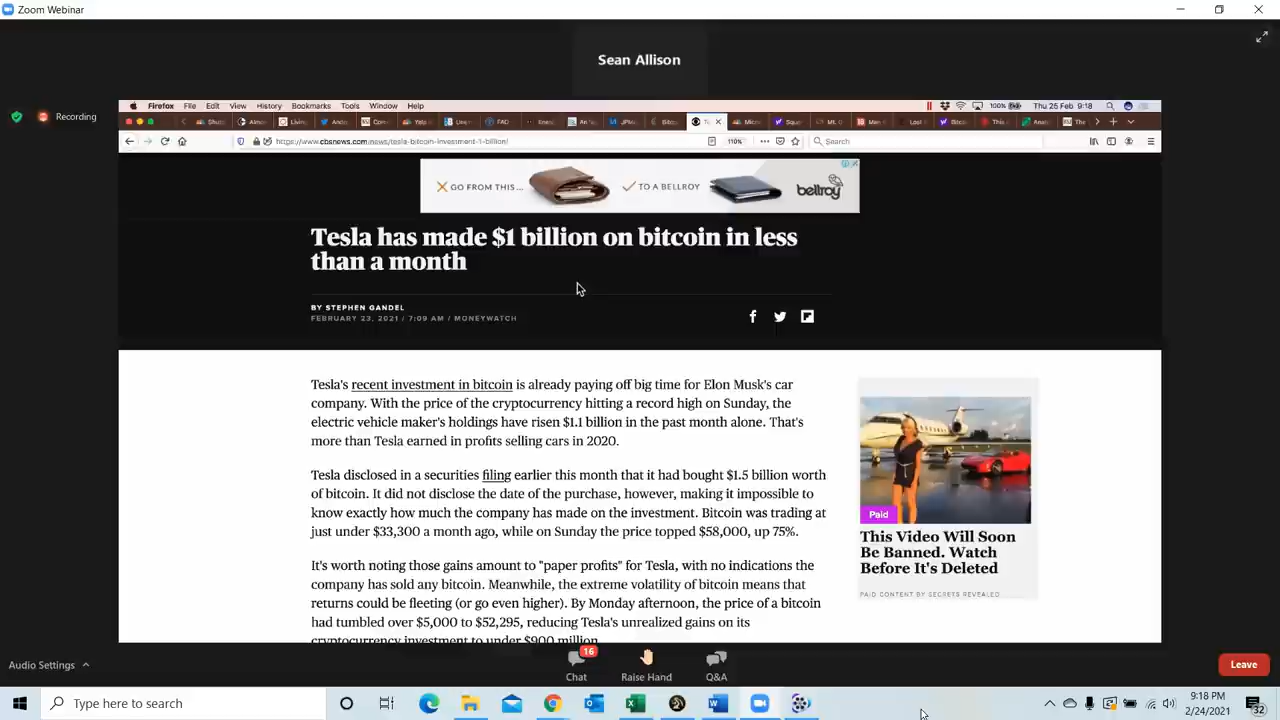 Zoom Webinar
Sean Allison
Recording
Firefox File Edit View History Bookmarks Tools Window Help
100% Thu 25 Feb 9:18
https://www.cbsnews.com/news/tesla-bitcoin-investment-1-billion/
110%
Search
GO FROM THIS... TO A BELLROY bellroy
Tesla has made $1 billion on bitcoin in less
than a month
BY STEPHEN GANDEL
FEBRUARY 23, 2021 / 7:09 AM / MONEYWATCH
Tesla's recent investment in bitcoin is already paying off big time for Elon Musk's car
company. With the price of the cryptocurrency hitting a record high on Sunday, the
electric vehicle maker's holdings have risen $1.1 billion in the past month alone. That's
more than Tesla earned in profits selling cars in 2020.
Tesla disclosed in a securities filing earlier this month that it had bought $1.5 billion worth
of bitcoin. It did not disclose the date of the purchase, however, making it impossible to
know exactly how much the company has made on the investment. Bitcoin was trading at
just under $33,300 a month ago, while on Sunday the price topped $58,000, up 75%.
It's worth noting those gains amount to "paper profits" for Tesla, with no indications the
company has sold any bitcoin. Meanwhile, the extreme volatility of bitcoin means that
returns could be fleeting (or go even higher). By Monday afternoon, the price of a bitcoin
had tumbled over $5,000 to $52,295, reducing Tesla's unrealized gains on its
cryptocurrency investment to under $900 million.
Paid
This Video Will Soon
Be Banned. Watch
Before It's Deleted
PAID CONTENT BY SECRETS REVEALED
Audio Settings
16
Chat
Raise Hand
Q&A
Leave
Type here to search
9:18 PM
2/24/2021
32